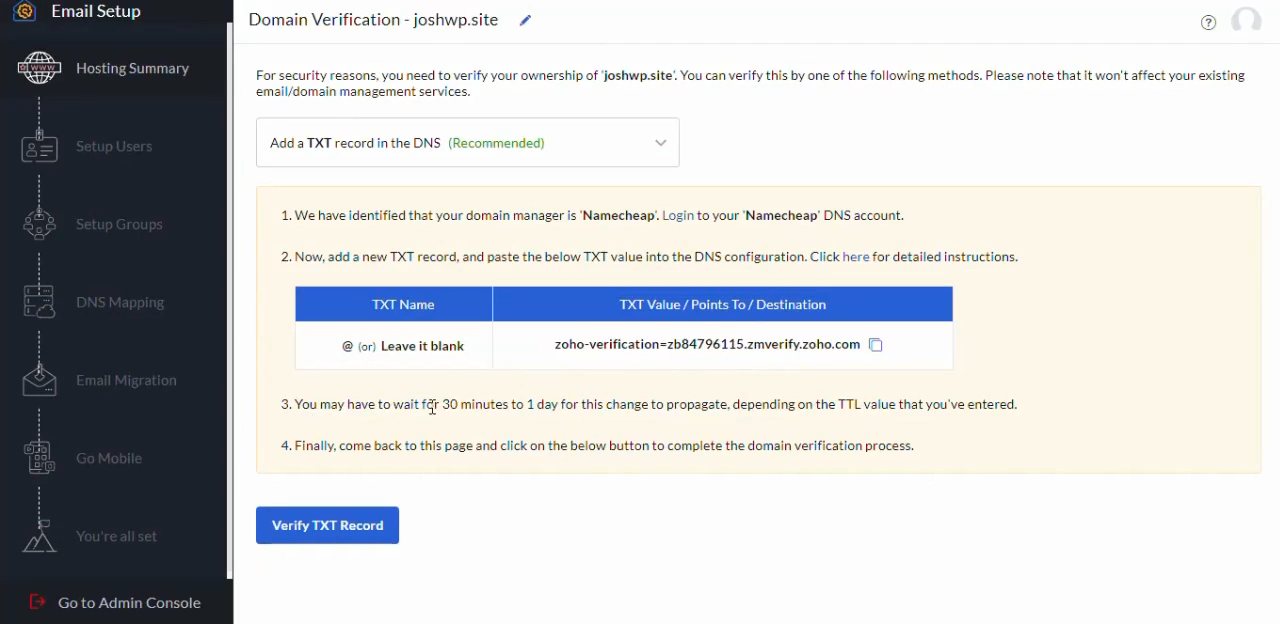 Email Setup
Domain Verification - joshwp.site
Hosting Summary
Setup Users
Setup Groups
DNS Mapping
Email Migration
Go Mobile
You're all set
Go to Admin Console
For security reasons, you need to verify your ownership of 'joshwp.site'. You can verify this by one of the following methods. Please note that it won't affect your existing
email/domain management services.
Add a TXT record in the DNS (Recommended)
1. We have identified that your domain manager is 'Namecheap'. Login to your 'Namecheap' DNS account.
2. Now, add a new TXT record, and paste the below TXT value into the DNS configuration. Click here for detailed instructions.
TXT Name TXT Value / Points To / Destination
@ (or) Leave it blank zoho-verification=zb84796115.zmverify.zoho.com
3. You may have to wait for 30 minutes to 1 day for this change to propagate, depending on the TTL value that you've entered.
4. Finally, come back to this page and click on the below button to complete the domain verification process.
Verify TXT Record